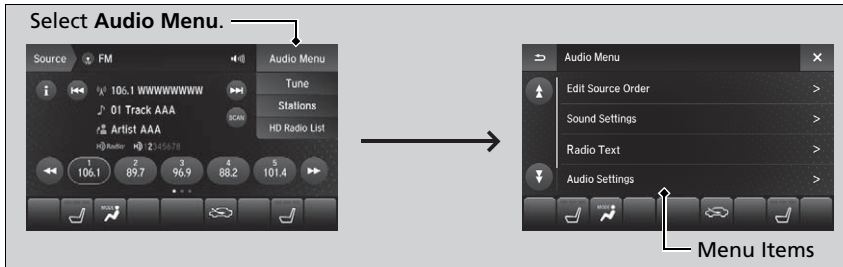 Select Audio Menu.
Source FM Audio Menu
i 106.1 WWWWWWWW Tune
01 Track AAA SCAN Stations
Artist AAA HD Radio List
HD Radio HD 12345678
1 106.1 2 89.7 3 96.9 4 88.2 5 101.4
MODE
Audio Menu
Edit Source Order >
Sound Settings >
Radio Text >
Audio Settings >
MODE
Menu Items